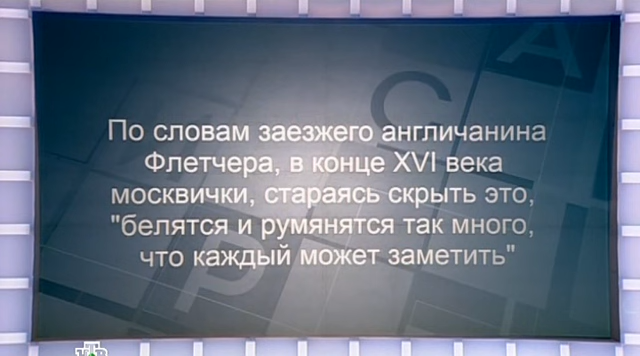 По словам заезжего англичанина
Флетчера, в конце XVI века
москвички, стараясь скрыть это,
"белятся и румянятся так много,
что каждый может заметить"
А
С
Р
НТВ